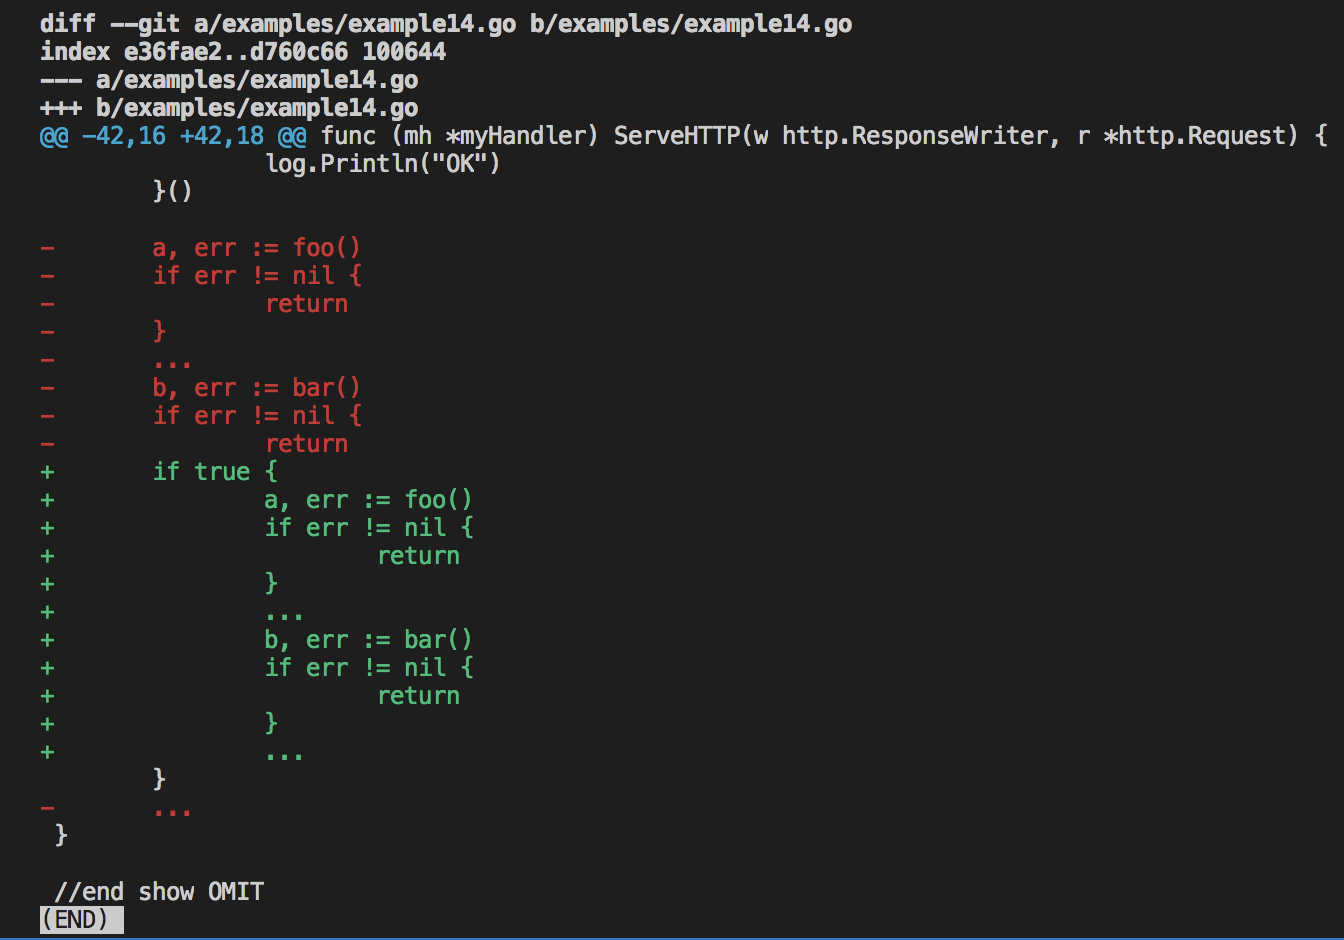 diff --git a/examples/example14.go b/examples/example14.go
index e36fae2..d760c66 100644
--- a/examples/example14.go
+++ b/examples/example14.go
@@ -42,16 +42,18 @@ func (mh *myHandler) ServeHTTP(w http.ResponseWriter, r *http.Request) {
                log.Println("OK")
        }()

-       a, err := foo()
-       if err != nil {
-               return
-       }
-       ...
-       b, err := bar()
-       if err != nil {
-               return
+       if true {
+               a, err := foo()
+               if err != nil {
+                       return
+               }
+               ...
+               b, err := bar()
+               if err != nil {
+                       return
+               }
+               ...
        }
-       ...
 }

 //end show OMIT
(END)